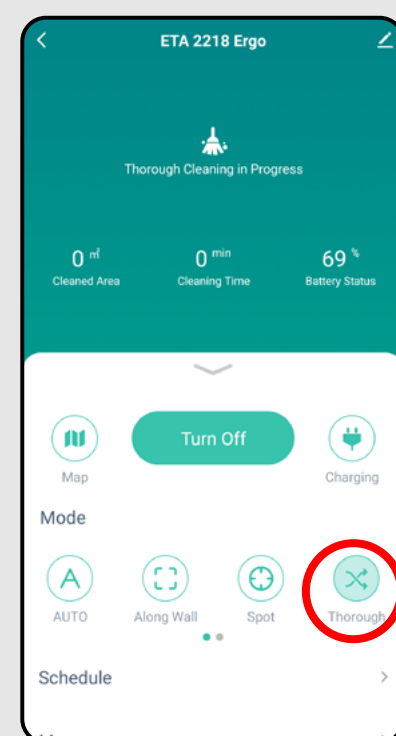 ETA 2218 Ergo
Thorough Cleaning in Progress
0 ㎡ 0 min 69 %
Cleaned Area Cleaning Time Battery Status
Turn Off
Map Charging
Mode
A
AUTO Along Wall Spot Thorough
Schedule